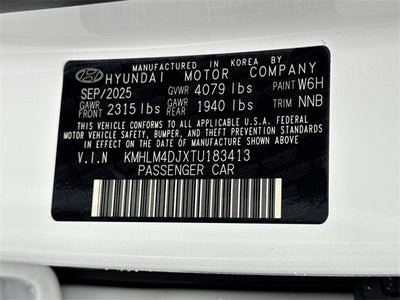 MANUFACTURED IN KOREA BY
HYUNDAI MOTOR COMPANY
SEP/2025 GVWR 4079 lbs PAINT W6H
GAWR FRONT 2315 lbs GAWR REAR 1940 lbs TRIM NNB
THIS VEHICLE CONFORMS TO ALL APPLICABLE U.S. FEDERAL
MOTOR VEHICLE SAFETY, BUMPER, AND THEFT PREVENTION
STANDARDS IN EFFECT ON THE DATE OF MANUFACTURE
SHOWN ABOVE.
V.I.N KMHLM4DJXTU183413
PASSENGER CAR